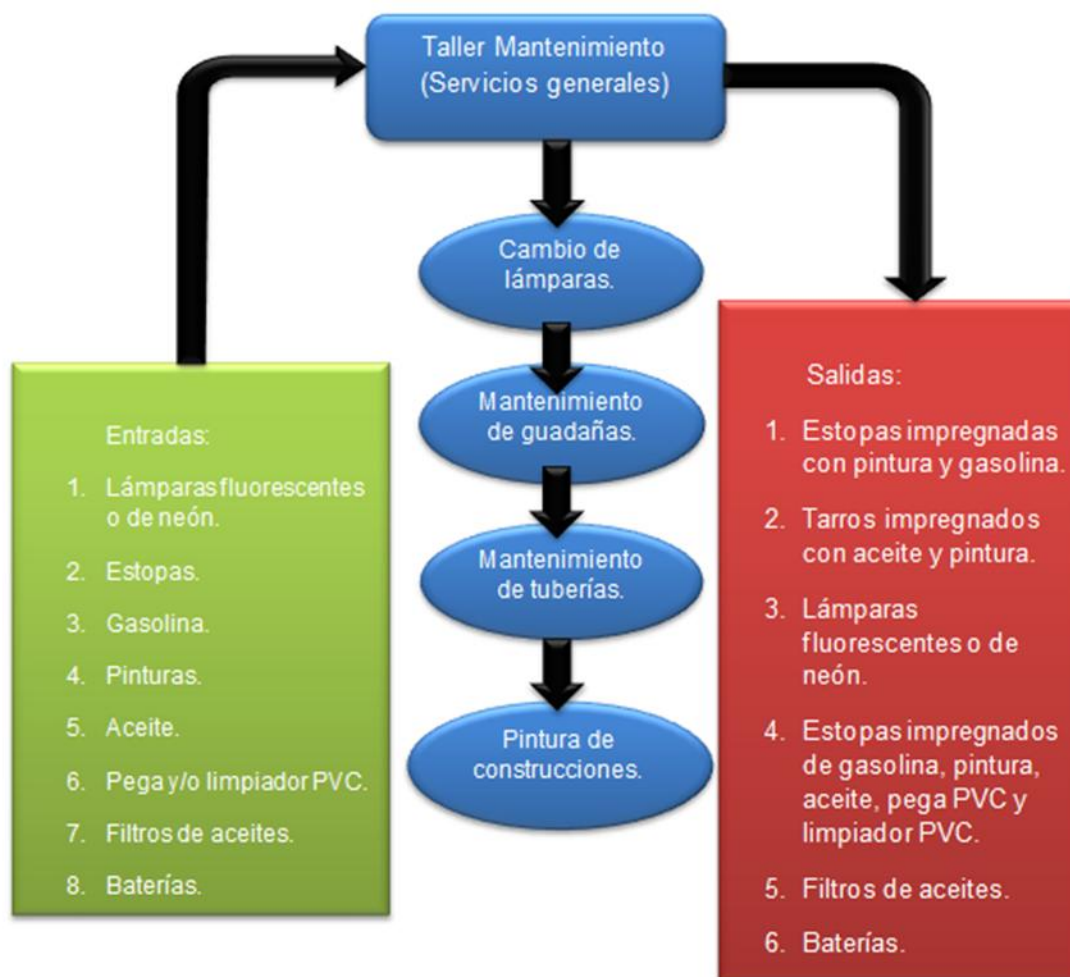 Taller Mantenimiento
(Servicios generales)
Cambio de
lámparas.
Mantenimiento
de guadañas.
Mantenimiento
de tuberías.
Pintura de
construcciones.
Entradas:
1. Lámparas fluorescentes
o de neón.
2. Estopas.
3. Gasolina.
4. Pinturas.
5. Aceite.
6. Pega y/o limpiador PVC.
7. Filtros de aceites.
8. Baterías.
Salidas:
1. Estopas impregnadas
con pintura y gasolina.
2. Tarros impregnados
con aceite y pintura.
3. Lámparas
fluorescentes o de
neón.
4. Estopas impregnados
de gasolina, pintura,
aceite, pega PVC y
limpiador PVC.
5. Filtros de aceites.
6. Baterías.